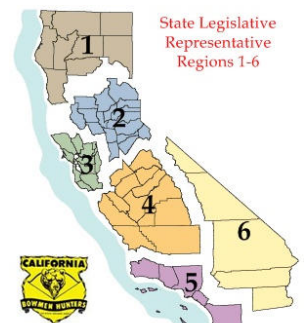 State Legislative
Representative
Regions 1-6
1
2
3
4
6
5
CALIFORNIA
BOWMEN HUNTERS